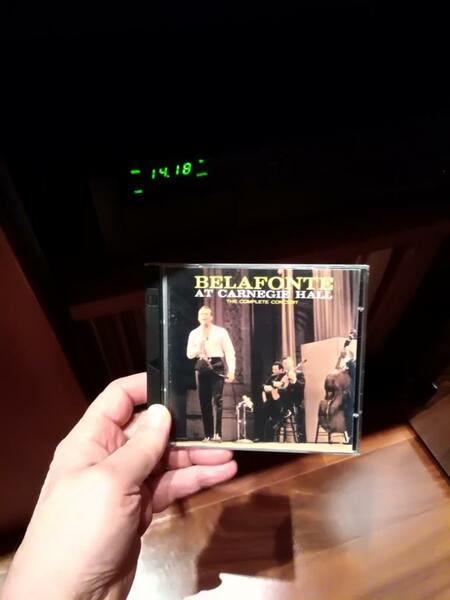 14.18
BELAFONTE
AT CARNEGIE HALL
THE COMPLETE CONCERT